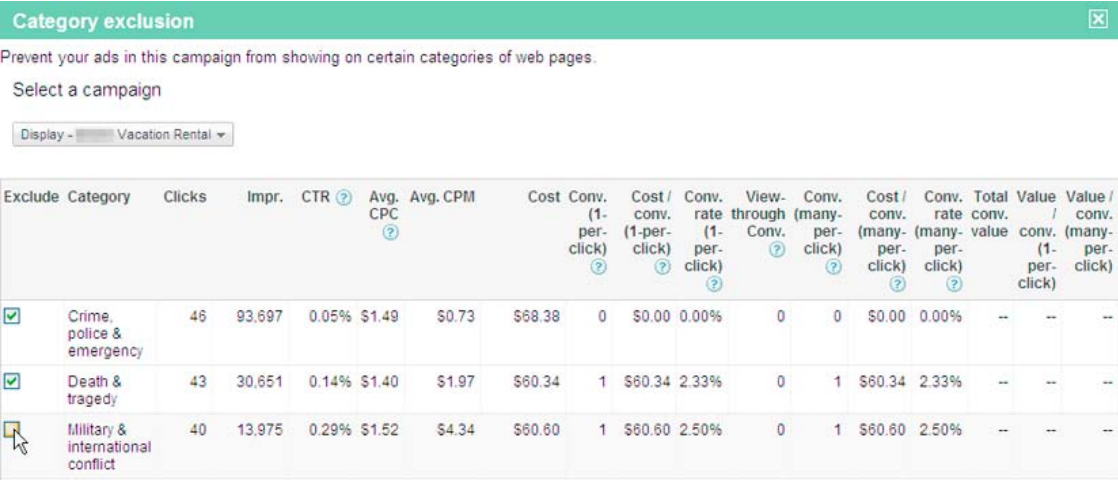 Category exclusion
Prevent your ads in this campaign from showing on certain categories of web pages.
Select a campaign
Display - Vacation Rental
Exclude Category Clicks Impr. CTR ? Avg. CPC ? Avg. CPM Cost Conv. (1-per-click) ? Cost / conv. (1-per-click) ? Conv. rate (1-per-click) ? View-through Conv. ? Conv. (many-per-click) ? Cost / conv. (many-per-click) ? Conv. rate (many-per-click) ? Total conv. value Value / conv. (1-per-click) Value / conv. (many-per-click)
Crime, police & emergency 46 93,697 0.05% $1.49 $0.73 $68.38 0 $0.00 0.00% 0 0 $0.00 0.00% -- -- --
Death & tragedy 43 30,651 0.14% $1.40 $1.97 $60.34 1 $60.34 2.33% 0 1 $60.34 2.33% -- -- --
Military & international conflict 40 13,975 0.29% $1.52 $4.34 $60.60 1 $60.60 2.50% 0 1 $60.60 2.50% -- -- --